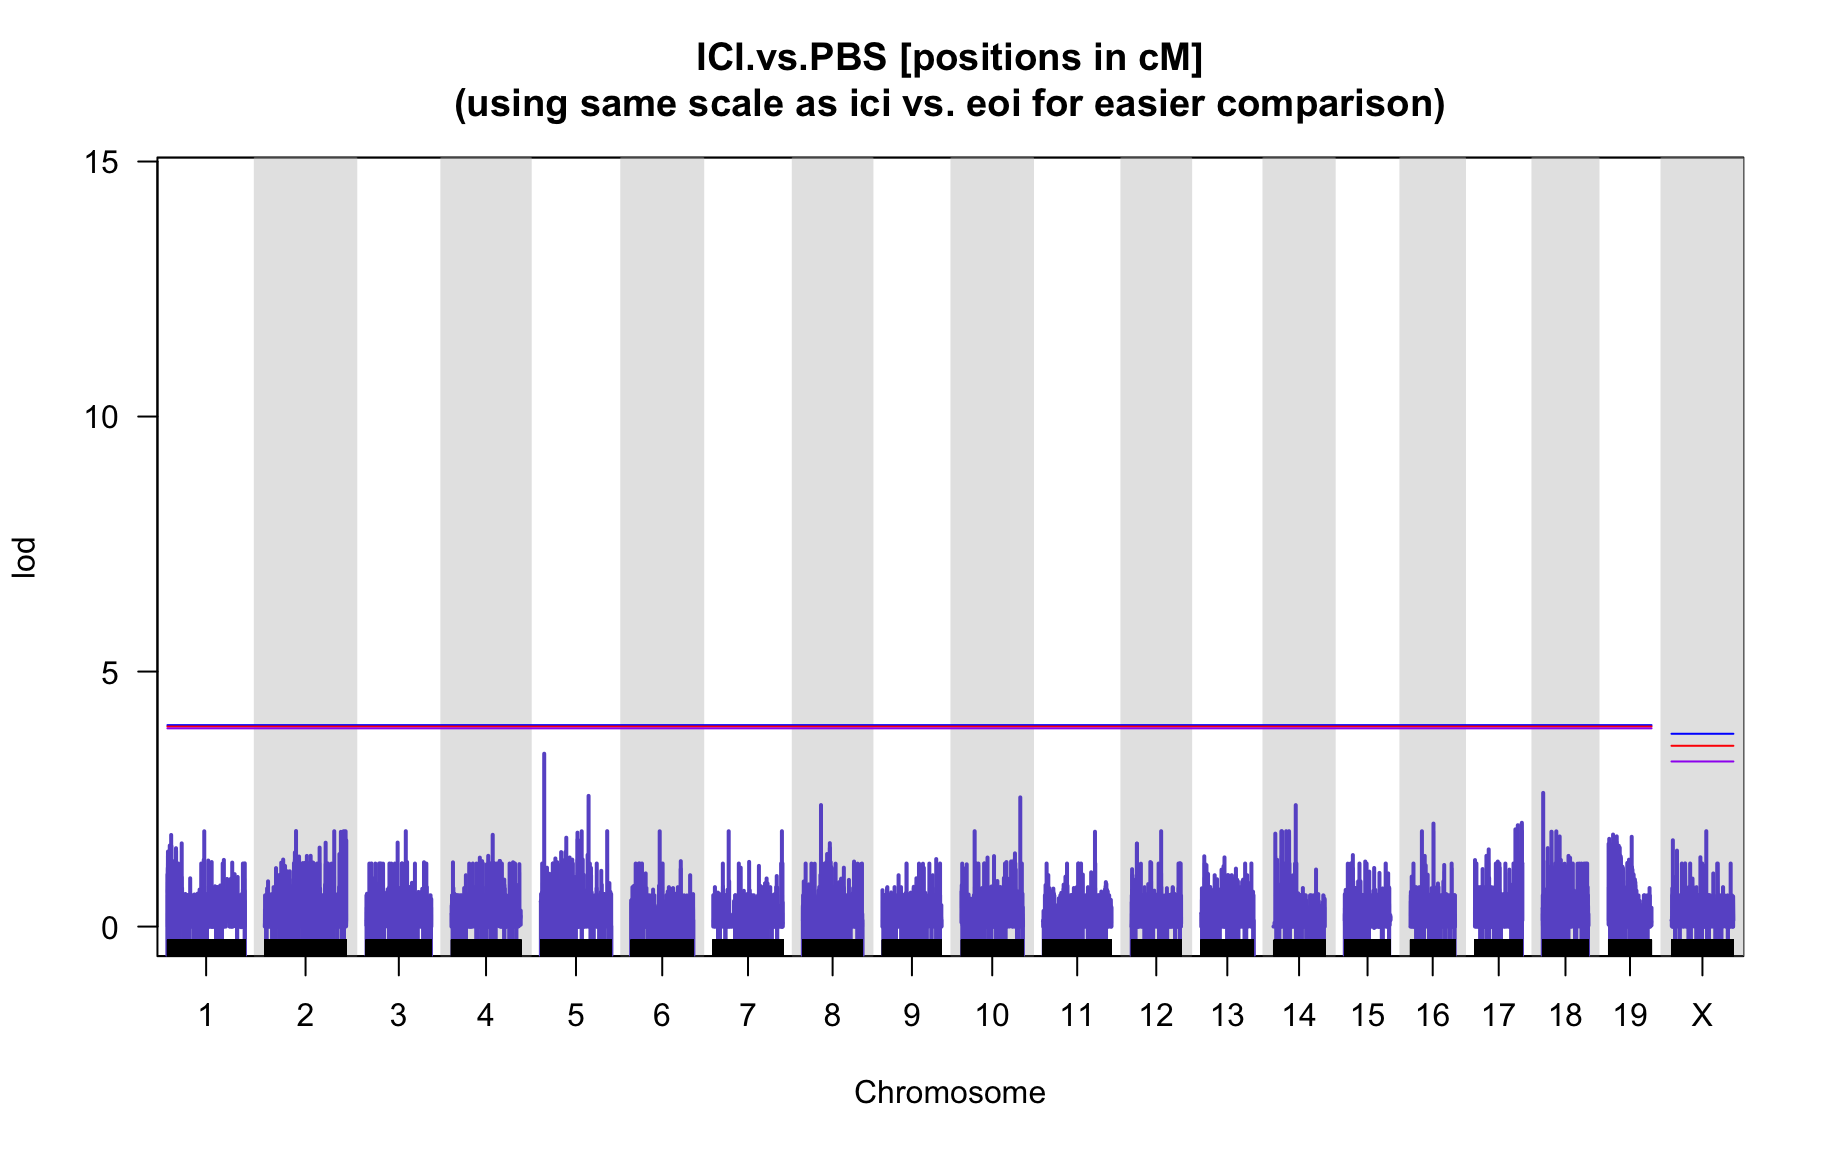 ICI.vs.PBS [positions in cM]
(using same scale as ici vs. eoi for easier comparison)
15
10
5
0
lod
1 2 3 4 5 6 7 8 9 10 11 12 13 14 15 16 17 18 19 X
Chromosome